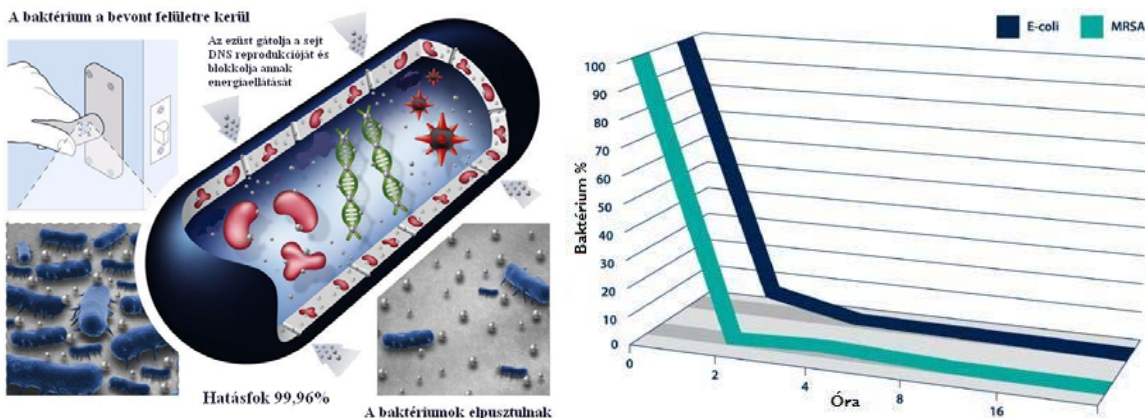 A baktérium a bevont felületre kerül
Az ezüst gátolja a sejt
DNS reprodukcióját és
blokkolja annak
energiaellátását
Hatásfok 99,96%
A baktériumok elpusztulnak
E-coli
MRSA
Baktérium %
100
90
80
70
60
50
40
30
20
10
0
0
2
4
8
16
Óra